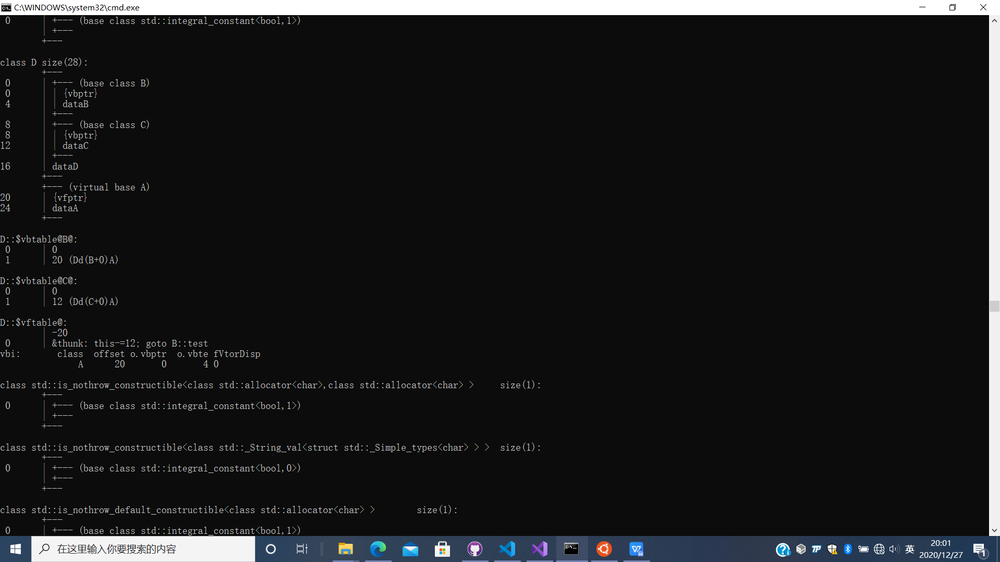 C:\WINDOWS\system32\cmd.exe
0 | +--- (base class std::integral_constant<bool,1>)
| +---
+---
class D size(28):
+---
0 | +--- (base class B)
0 | | {vbptr}
4 | | dataB
| +---
8 | +--- (base class C)
8 | | {vbptr}
12 | | dataC
| +---
16 | dataD
+---
+--- (virtual base A)
20 | {vfptr}
24 | dataA
+---
D::$vbtable@B@:
0 | 0
1 | 20 (Dd(B+0)A)
D::$vbtable@C@:
0 | 0
1 | 12 (Dd(C+0)A)
D::$vftable@:
| -20
0 | &thunk: this-=12; goto B::test
vbi: class offset o.vbptr o.vbte fVtorDisp
A 20 0 4 0
class std::is_nothrow_constructible<class std::allocator<char>,class std::allocator<char> > size(1):
+---
0 | +--- (base class std::integral_constant<bool,1>)
| +---
+---
class std::is_nothrow_constructible<class std::_String_val<struct std::_Simple_types<char> > > size(1):
+---
0 | +--- (base class std::integral_constant<bool,0>)
| +---
+---
class std::is_nothrow_default_constructible<class std::allocator<char> > size(1):
+---
0 | +--- (base class std::integral_constant<bool,1>)
在这里输入你要搜索的内容
英
20:01
2020/12/27
1